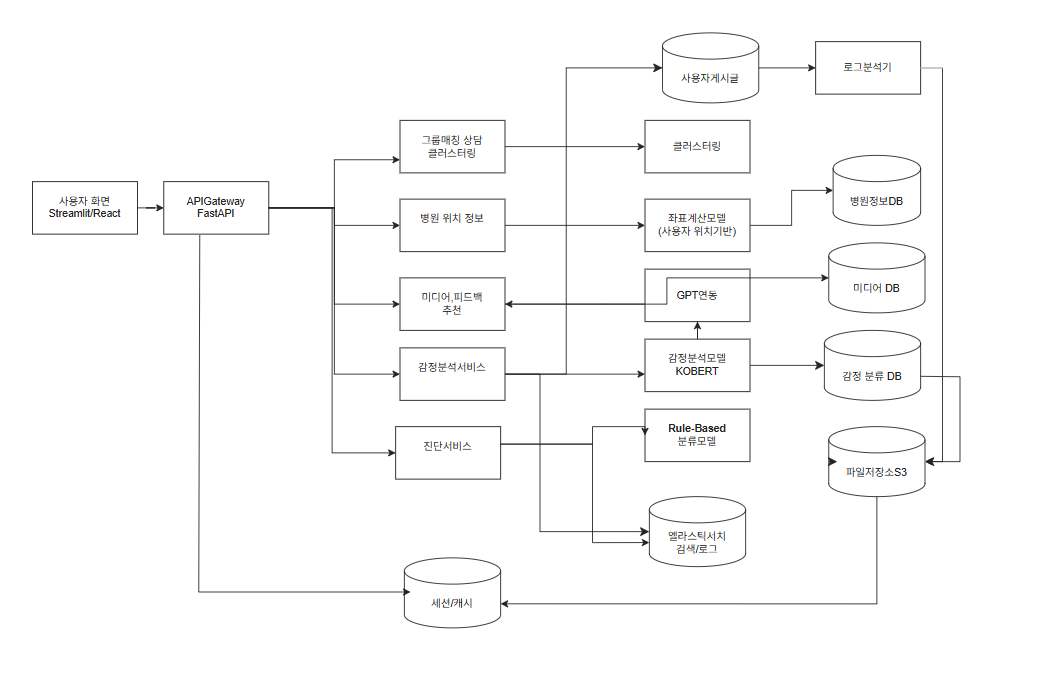 사용자게시글
로그분석기
그룹매칭 상담
클러스터링
클러스터링
사용자 화면
Streamlit/React
APIGateway
FastAPI
병원 위치 정보
좌표계산모델
(사용자 위치기반)
병원정보DB
미디어,피드백
추천
GPT연동
미디어 DB
감정분석서비스
감정분석모델
KOBERT
감정 분류 DB
진단서비스
Rule-Based
분류모델
파일저장소S3
엘라스틱서치
검색/로그
세션/캐시